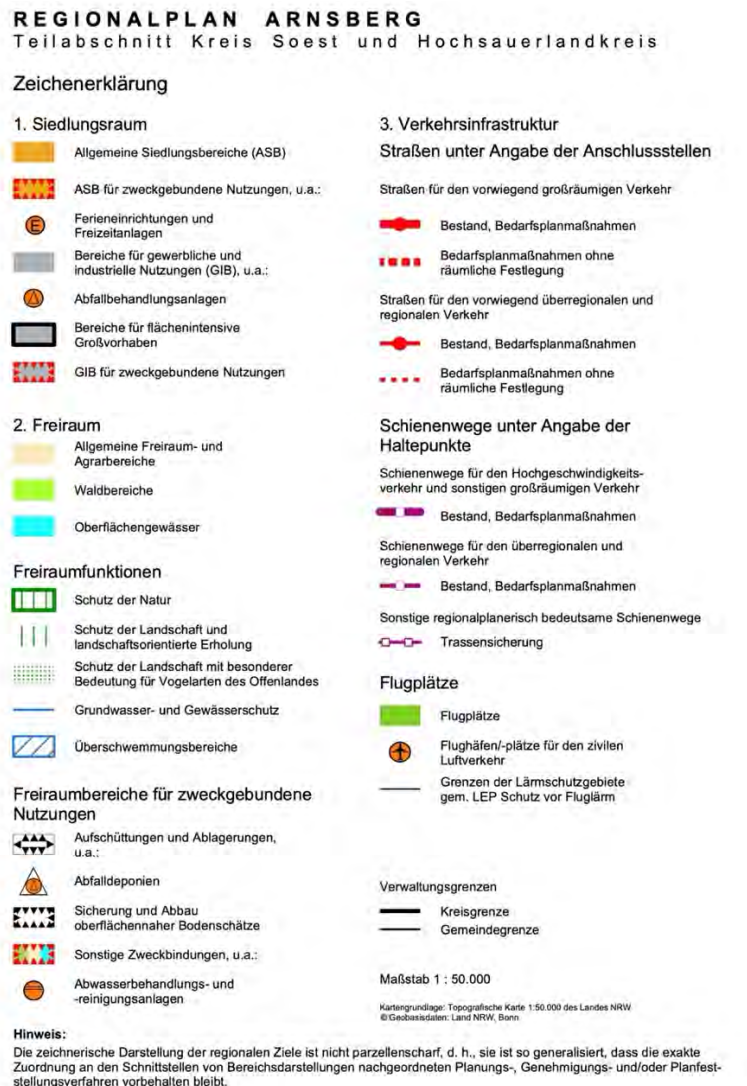 REGIONALPLAN ARNSBERG
Teilabschnitt Kreis Soest und Hochsauerlandkreis
Zeichenerklärung
1. Siedlungsraum
Allgemeine Siedlungsbereiche (ASB)
ASB für zweckgebundene Nutzungen, u.a.:
E
Ferieneinrichtungen und
Freizeitanlagen
Bereiche für gewerbliche und
industrielle Nutzungen (GIB), u.a.:
Abfallbehandlungsanlagen
Bereiche für flächenintensive
Großvorhaben
GIB für zweckgebundene Nutzungen
2. Freiraum
Allgemeine Freiraum- und
Agrarbereiche
Waldbereiche
Oberflächengewässer
Freiraumfunktionen
Schutz der Natur
Schutz der Landschaft und
landschaftsorientierte Erholung
Schutz der Landschaft mit besonderer
Bedeutung für Vogelarten des Offenlandes
Grundwasser- und Gewässerschutz
Überschwemmungsbereiche
Freiraumbereiche für zweckgebundene
Nutzungen
Aufschüttungen und Ablagerungen,
u.a.:
Abfalldeponien
Sicherung und Abbau
oberflächennaher Bodenschätze
Sonstige Zweckbindungen, u.a.:
Abwasserbehandlungs- und
-reinigungsanlagen
3. Verkehrsinfrastruktur
Straßen unter Angabe der Anschlussstellen
Straßen für den vorwiegend großräumigen Verkehr
Bestand, Bedarfsplanmaßnahmen
Bedarfsplanmaßnahmen ohne
räumliche Festlegung
Straßen für den vorwiegend überregionalen und
regionalen Verkehr
Bestand, Bedarfsplanmaßnahmen
Bedarfsplanmaßnahmen ohne
räumliche Festlegung
Schienenwege unter Angabe der
Haltepunkte
Schienenwege für den Hochgeschwindigkeits-
verkehr und sonstigen großräumigen Verkehr
Bestand, Bedarfsplanmaßnahmen
Schienenwege für den überregionalen und
regionalen Verkehr
Bestand, Bedarfsplanmaßnahmen
Sonstige regionalplanerisch bedeutsame Schienenwege
Trassensicherung
Flugplätze
Flugplätze
Flughäfen/-plätze für den zivilen
Luftverkehr
Grenzen der Lärmschutzgebiete
gem. LEP Schutz vor Fluglärm
Verwaltungsgrenzen
Kreisgrenze
Gemeindegrenze
Maßstab 1 : 50.000
Kartengrundlage: Topografische Karte 1:50.000 des Landes NRW
© Geobasisdaten: Land NRW, Bonn
Hinweis:
Die zeichnerische Darstellung der regionalen Ziele ist nicht parzellenscharf, d. h., sie ist so generalisiert, dass die exakte
Zuordnung an den Schnittstellen von Bereichsdarstellungen nachgeordneten Planungs-, Genehmigungs- und/oder Planfest-
stellungsverfahren vorbehalten bleibt.